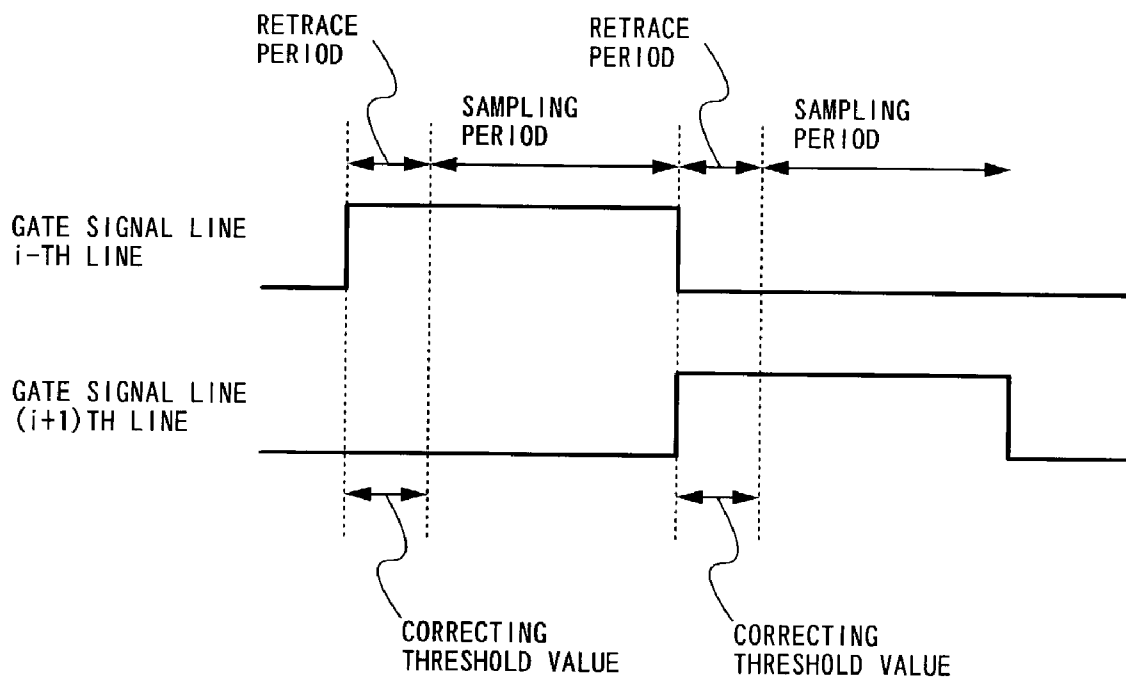 RETRACE
PERIOD
RETRACE
PERIOD
SAMPLING
PERIOD
SAMPLING
PERIOD
GATE SIGNAL LINE
i-TH LINE
GATE SIGNAL LINE
(i+1)TH LINE
CORRECTING
THRESHOLD VALUE
CORRECTING
THRESHOLD VALUE